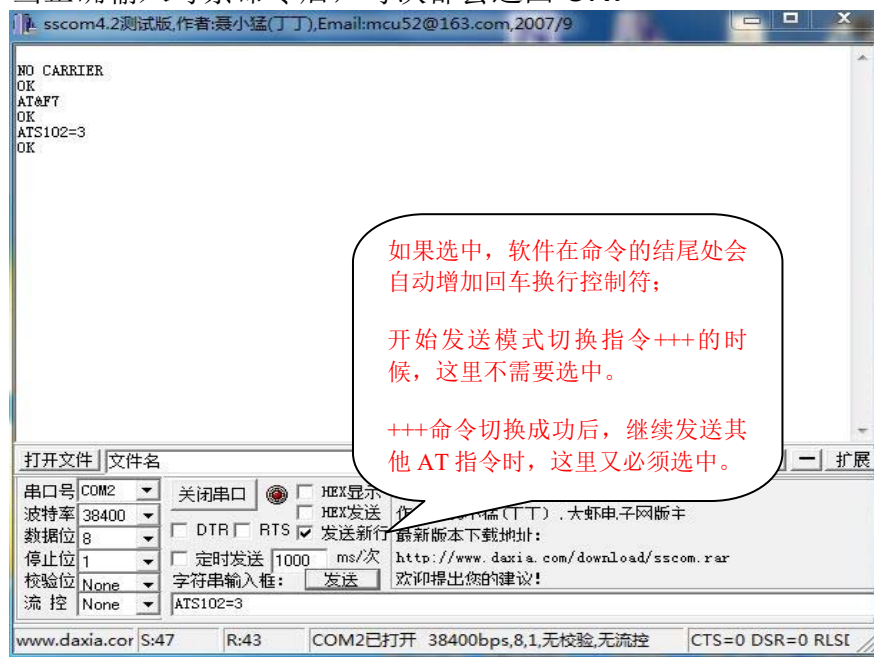 sscom4.2测试版,作者:聂小猛(丁丁),Email:mcu52@163.com,2007/9
NO CARRIER
OK
AT&F7
OK
ATS102=3
OK
如果选中，软件在命令的结尾处会
自动增加回车换行控制符；
开始发送模式切换指令+++的时
候，这里不需要选中。
+++命令切换成功后，继续发送其
他 AT 指令时，这里又必须选中。
打开文件 文件名 扩展
串口号 COM2 关闭串口 HEX显示
波特率 38400 HEX发送
数据位 8 DTR RTS 发送新行 最新版本下载地址:
停止位 1 定时发送 1000 ms/次 http://www.daxia.com/download/sscom.rar
校验位 None 字符串输入框: 发送 欢迎提出您的建议!
流 控 None ATS102=3
www.daxia.cor S:47 R:43 COM2已打开 38400bps,8,1,无校验,无流控 CTS=0 DSR=0 RLSI